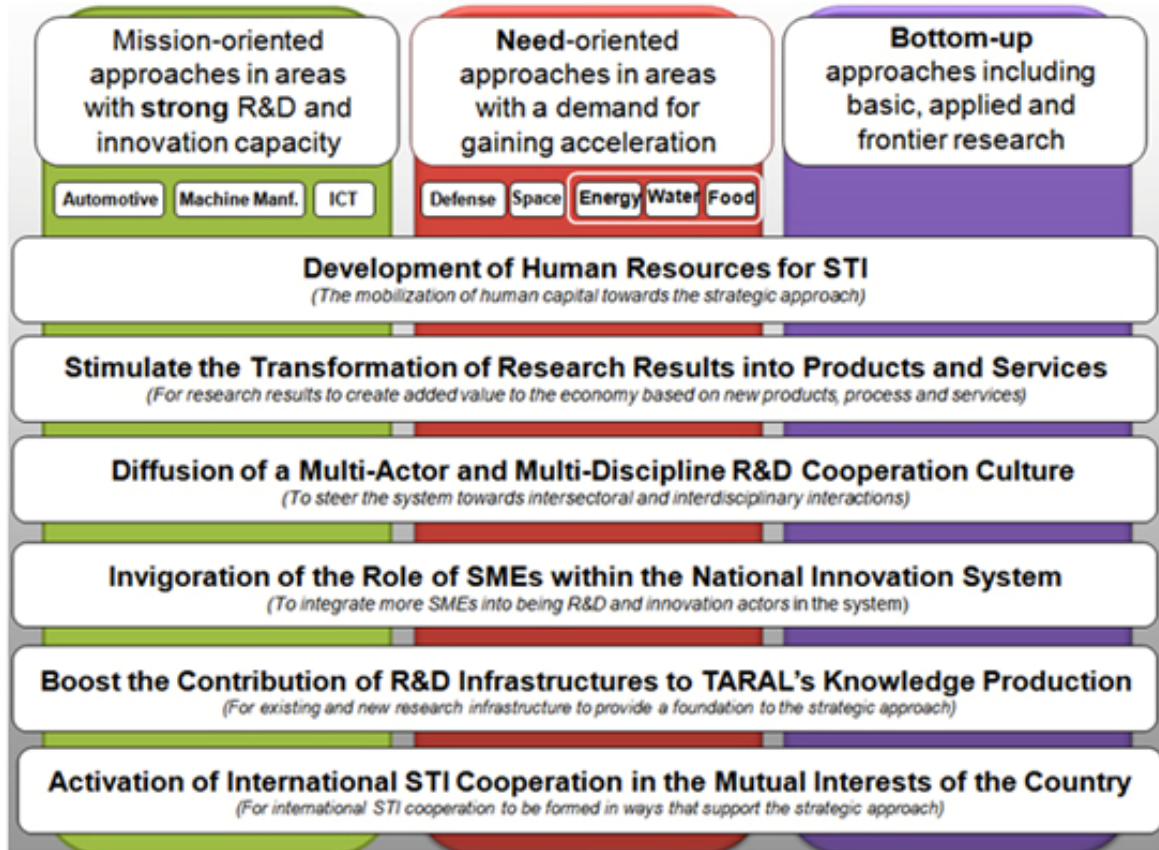 Mission-oriented
approaches in areas
with strong R&D and
innovation capacity
Need-oriented
approaches in areas
with a demand for
gaining acceleration
Bottom-up
approaches including
basic, applied and
frontier research
Automotive
Machine Manf.
ICT
Defense
Space
Energy
Water
Food
Development of Human Resources for STI
(The mobilization of human capital towards the strategic approach)
Stimulate the Transformation of Research Results into Products and Services
(For research results to create added value to the economy based on new products, process and services)
Diffusion of a Multi-Actor and Multi-Discipline R&D Cooperation Culture
(To steer the system towards intersectoral and interdisciplinary interactions)
Invigoration of the Role of SMEs within the National Innovation System
(To integrate more SMEs into being R&D and innovation actors in the system)
Boost the Contribution of R&D Infrastructures to TARAL's Knowledge Production
(For existing and new research infrastructure to provide a foundation to the strategic approach)
Activation of International STI Cooperation in the Mutual Interests of the Country
(For international STI cooperation to be formed in ways that support the strategic approach)